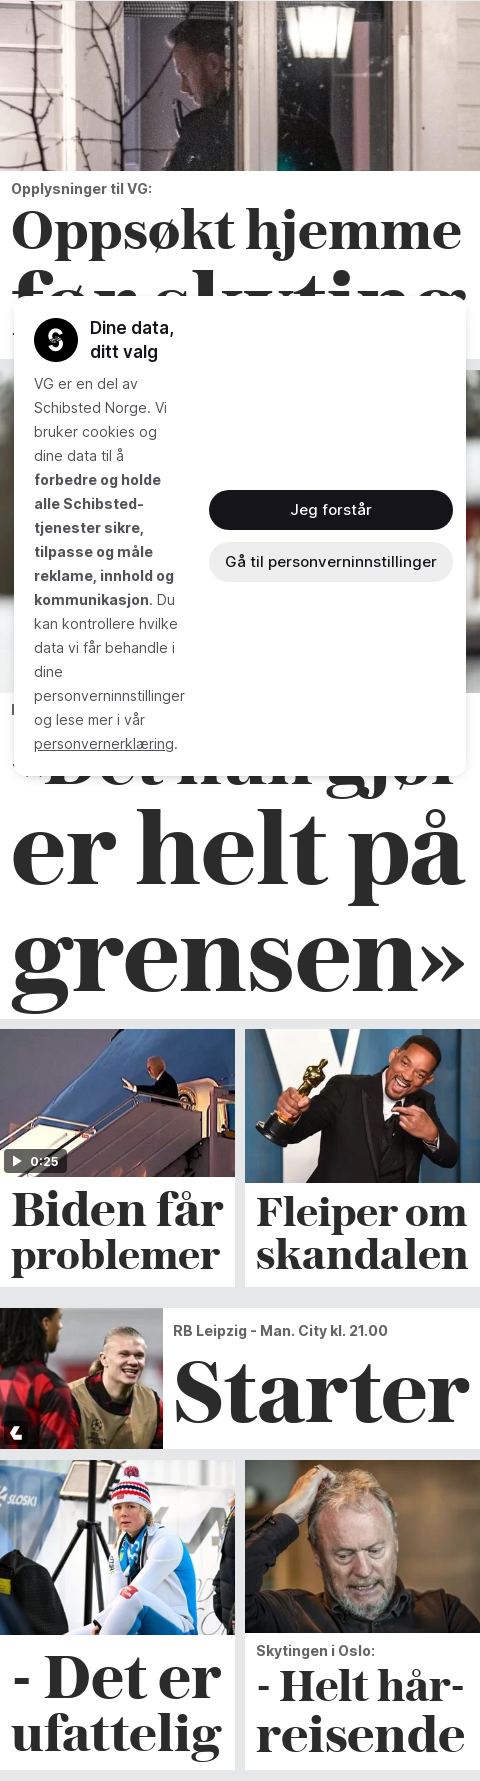 Opplysninger til VG:
Oppsøkt hjemme
før skyting
Dine data,
ditt valg
VG er en del av
Schibsted Norge. Vi
bruker cookies og
dine data til å
forbedre og holde
alle Schibsted-
tjenester sikre,
tilpasse og måle
reklame, innhold og
kommunikasjon. Du
kan kontrollere hvilke
data vi får behandle i
dine
personverninnstillinger
og lese mer i vår
personvernerklæring.
Jeg forstår
Gå til personverninnstillinger
er helt på
grensen»
0:25
Biden får
problemer
Fleiper om
skandalen
RB Leipzig - Man. City kl. 21.00
Starter
SLOSKI
- Det er
ufattelig
Skytingen i Oslo:
- Helt hår-
reisende